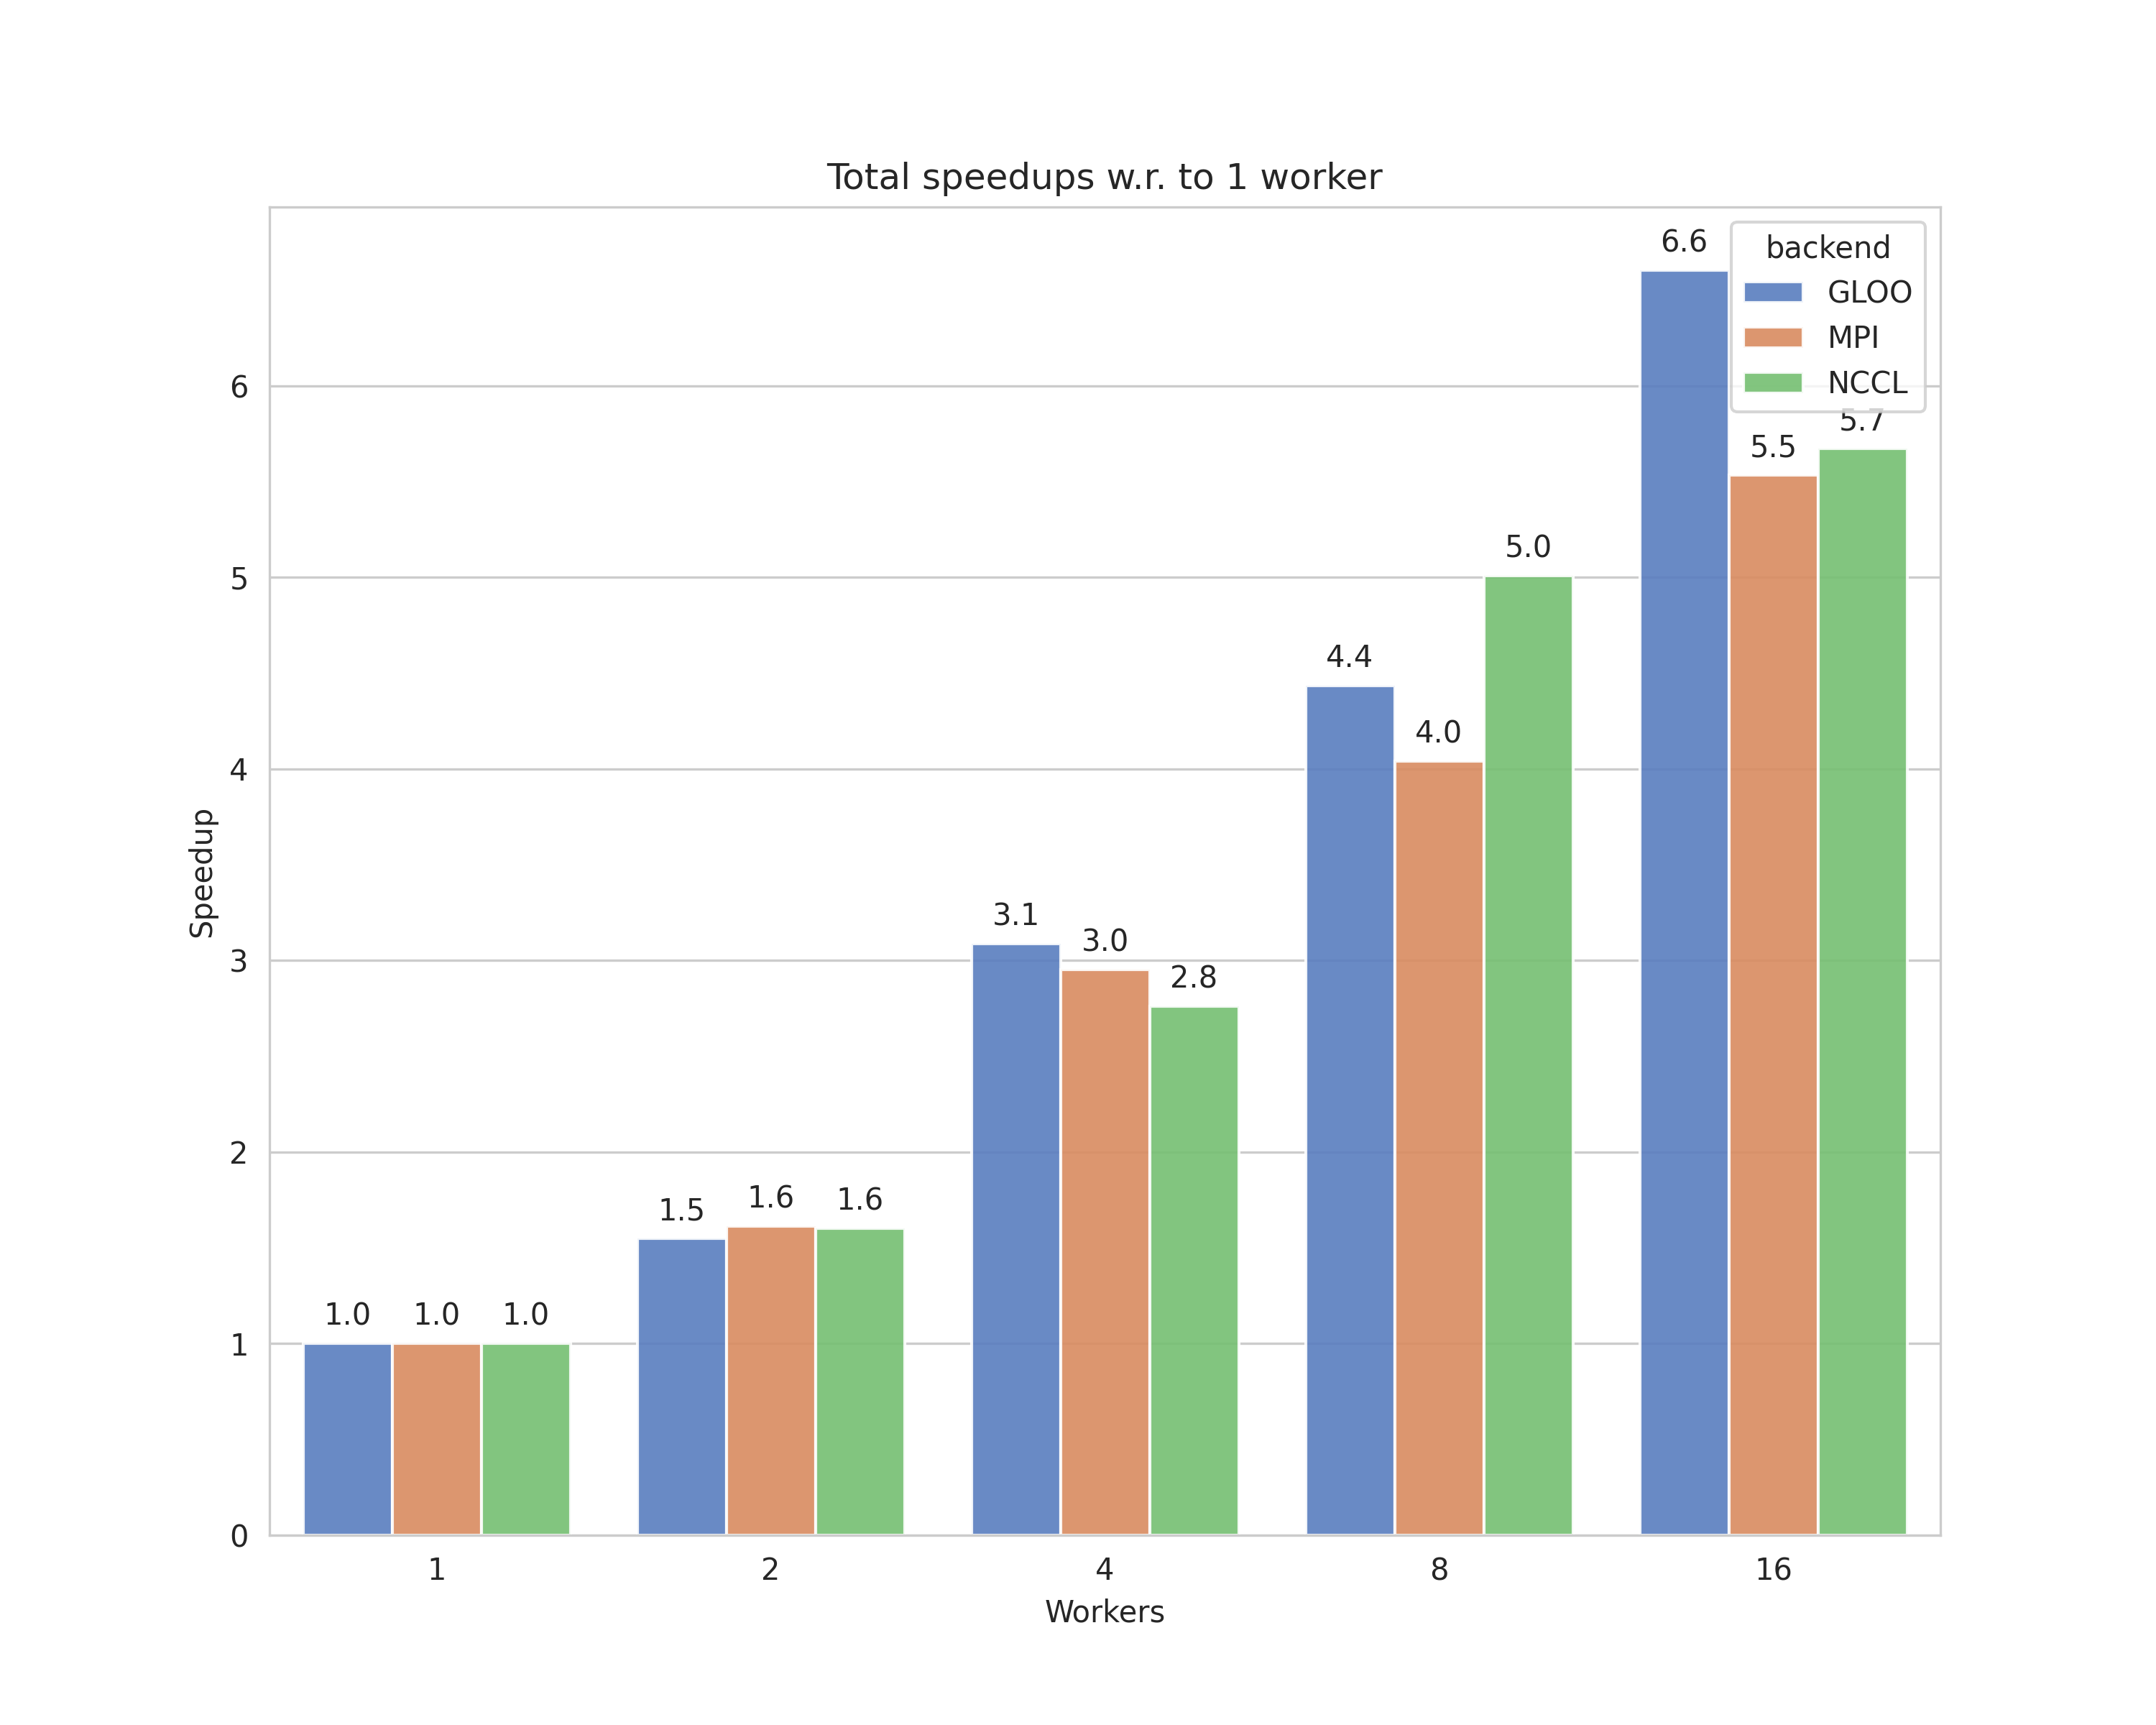 Total speedups w.r. to 1 worker
6.6
backend
GLOO
MPI
NCCL
6
5.7
5.5
5
5.0
4.4
4
4.0
3.1
3.0
3
2.8
Speedup
2
1.5 1.6 1.6
1.0 1.0 1.0
1
0
1 2 4 8 16
Workers